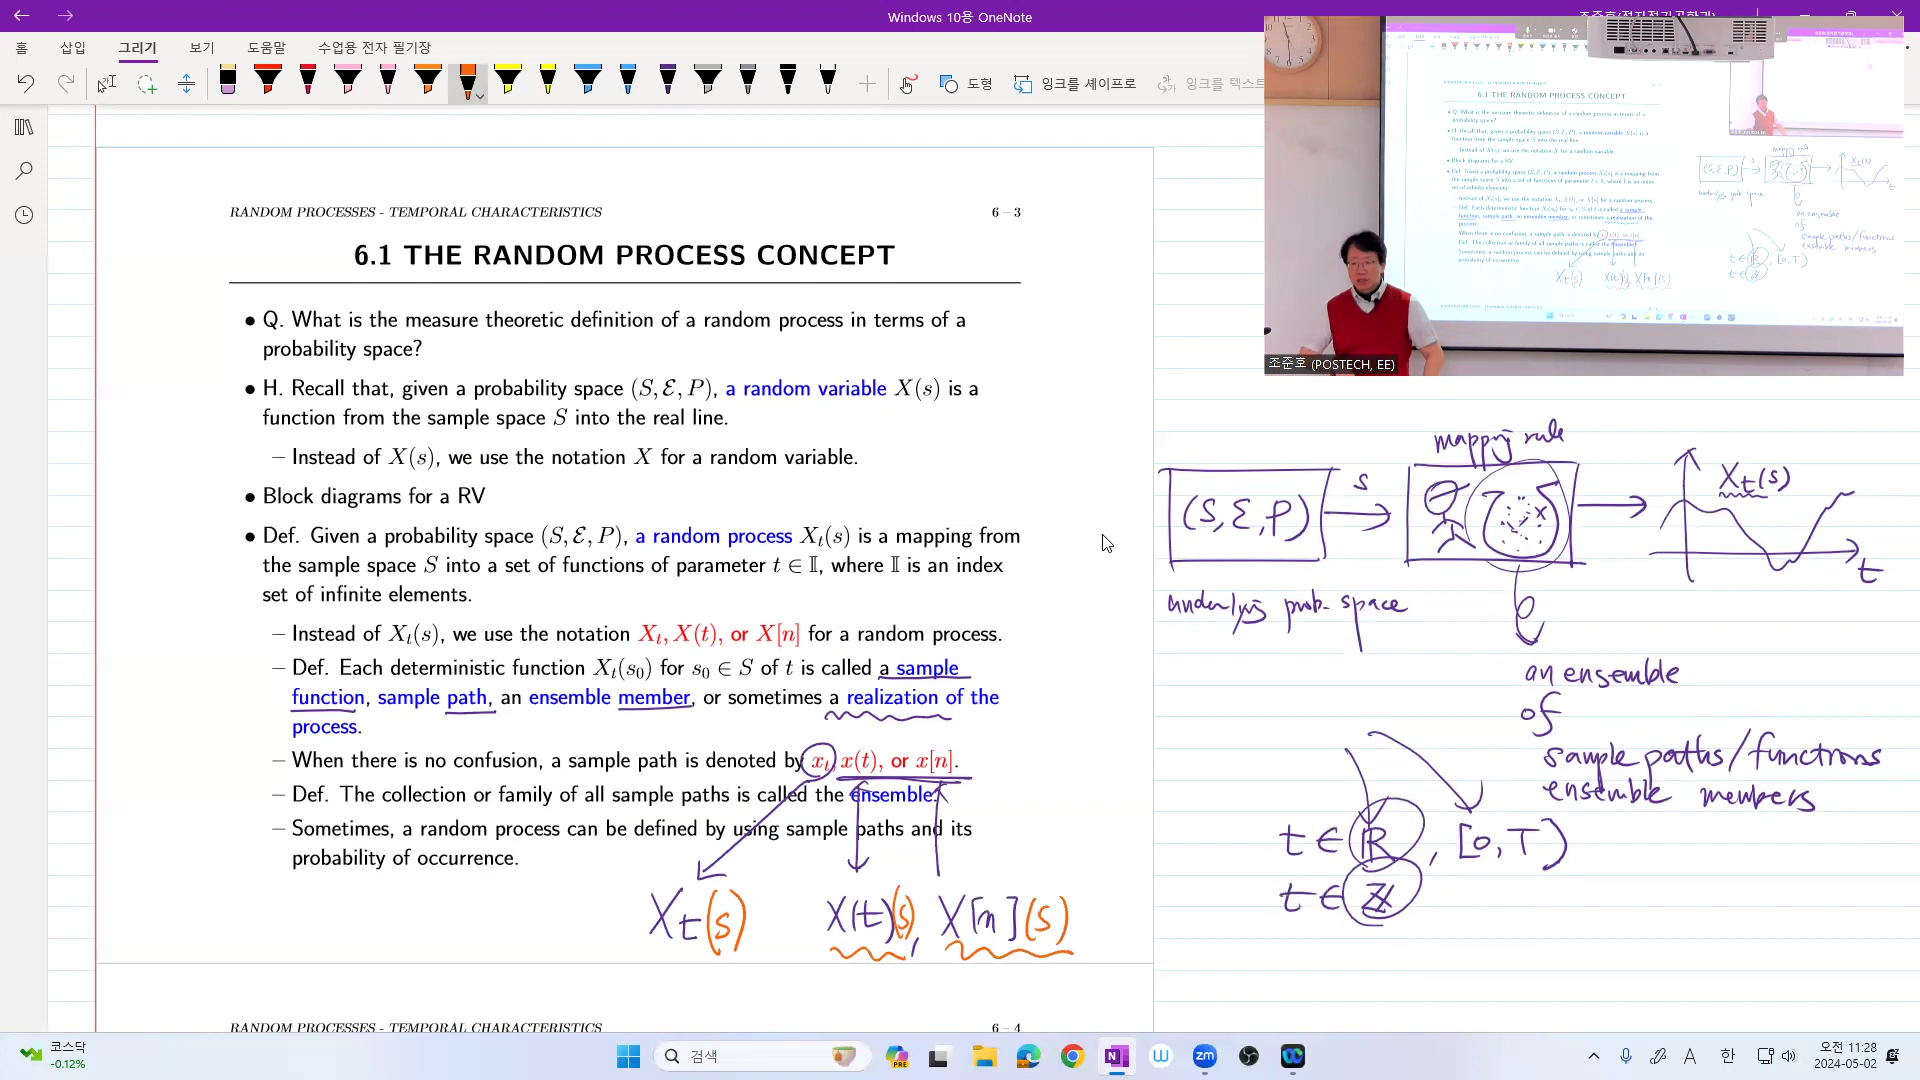 Windows 10용 OneNote
홈 삽입 그리기 보기 도움말 수업용 전자 필기장
도형 잉크를 셰이프로 잉크를 텍스트
RANDOM PROCESSES - TEMPORAL CHARACTERISTICS 6 – 3
6.1 THE RANDOM PROCESS CONCEPT
• Q. What is the measure theoretic definition of a random process in terms of a
probability space?
• H. Recall that, given a probability space (S, ℰ, P), a random variable X(s) is a
function from the sample space S into the real line.
– Instead of X(s), we use the notation X for a random variable.
• Block diagrams for a RV
• Def. Given a probability space (S, ℰ, P), a random process X_t(s) is a mapping from
the sample space S into a set of functions of parameter t ∈ 𝕀, where 𝕀 is an index
set of infinite elements.
– Instead of X_t(s), we use the notation X_t, X(t), or X[n] for a random process.
– Def. Each deterministic function X_t(s_0) for s_0 ∈ S of t is called a sample
function, sample path, an ensemble member, or sometimes a realization of the
process.
– When there is no confusion, a sample path is denoted by x_t, x(t), or x[n].
– Def. The collection or family of all sample paths is called the ensemble.
– Sometimes, a random process can be defined by using sample paths and its
probability of occurrence.
X_t(s) X(t)(s), X[n](s)
RANDOM PROCESSES - TEMPORAL CHARACTERISTICS 6 – 4
조준호 (POSTECH, EE)
6.1 THE RANDOM PROCESS CONCEPT
mapping rule
(S, ℰ, P) s X_t(s)
t
underlying prob. space
an ensemble
of
sample paths/functions
ensemble members
t ∈ ℝ, [0, T)
t ∈ ℤ
코스닥
-0.12%
검색
PRE
zm
A 한
오전 11:28
2024-05-02